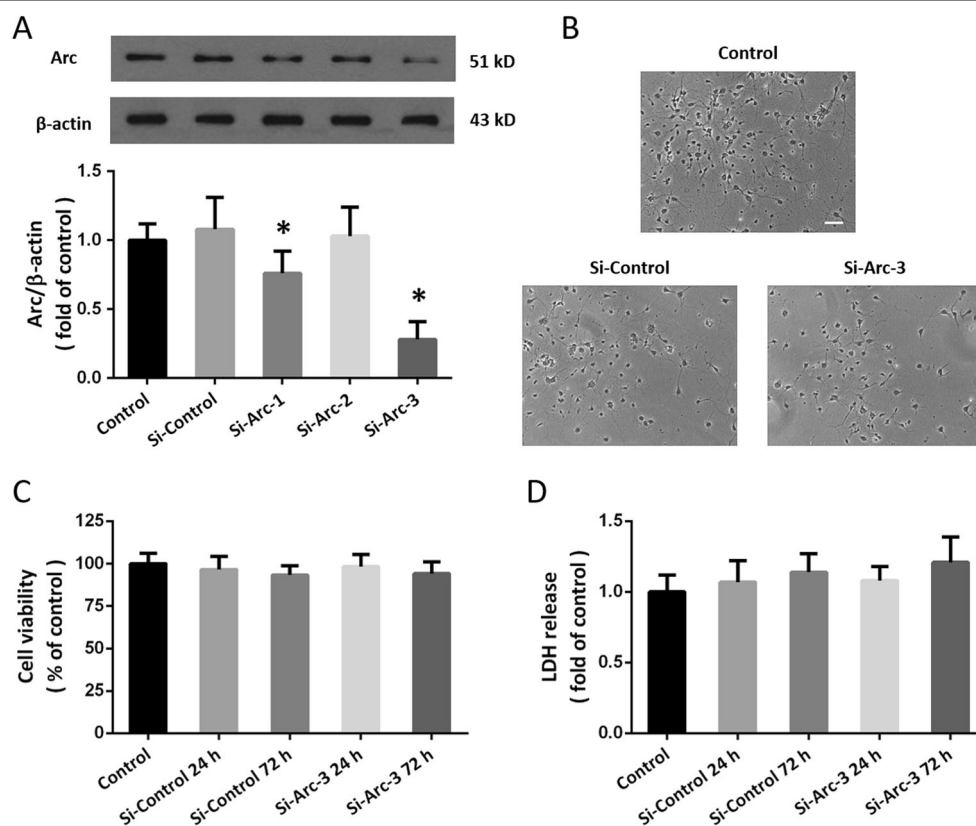 A
Arc
51 kD
β-actin
43 kD
Arc/β-actin
( fold of control)
1.5
1.0
0.5
0.0
*
*
Control
Si-Control
Si-Arc-1
Si-Arc-2
Si-Arc-3
B
Control
Si-Control
Si-Arc-3
C
Cell viability
( % of control)
125
100
75
50
25
0
Control
Si-Control 24 h
Si-Control 72 h
Si-Arc-3 24 h
Si-Arc-3 72 h
D
LDH release
( fold of control)
1.5
1.0
0.5
0.0
Control
Si-Control 24 h
Si-Control 72 h
Si-Arc-3 24 h
Si-Arc-3 72 h